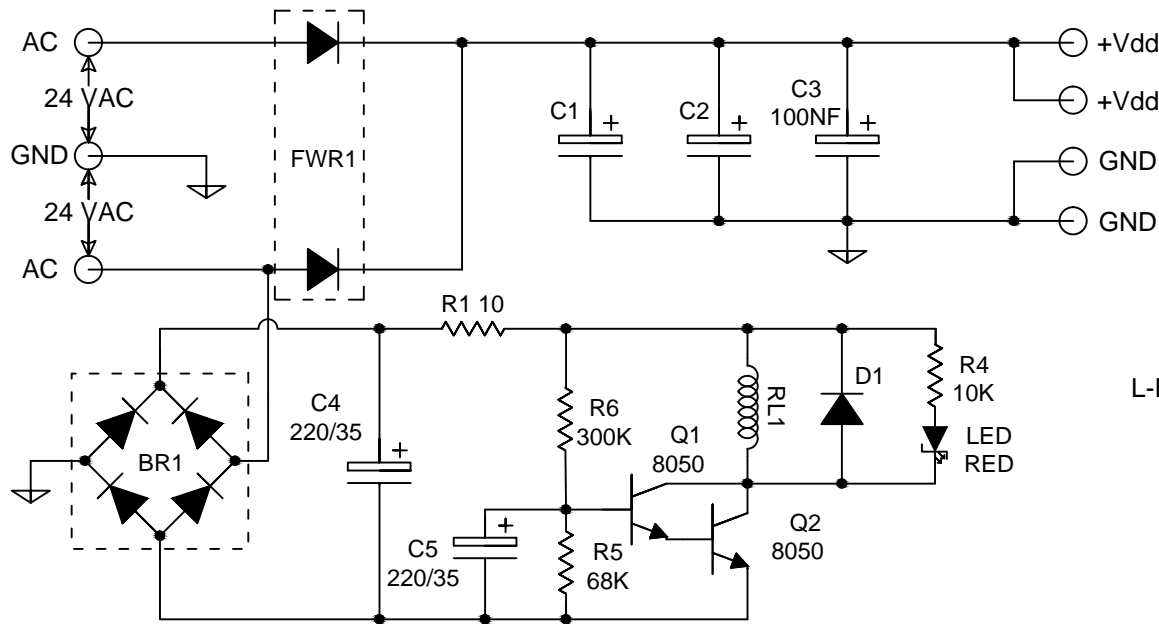 AC
24 VAC
GND
24 VAC
AC
FWR1
C1
+
C2
+
C3
100NF
+
+Vdd
+Vdd
GND
GND
R1 10
BR1
C4
220/35
+
C5
220/35
+
R6
300K
R5
68K
Q1
8050
Q2
8050
RL1
D1
R4
10K
LED
RED